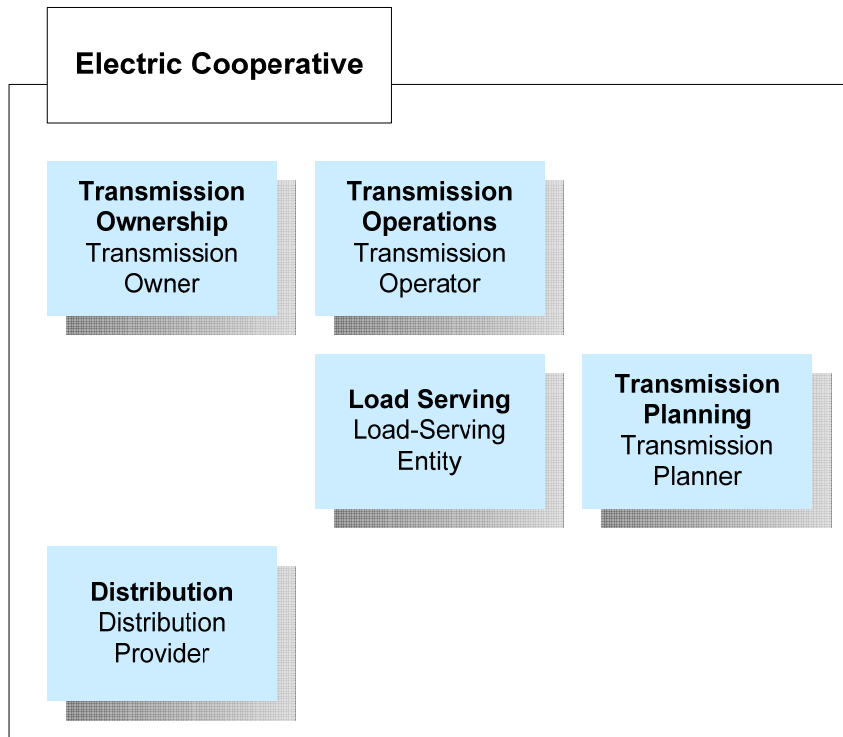 Electric Cooperative
Transmission
Ownership
Transmission
Owner
Transmission
Operations
Transmission
Operator
Load Serving
Load-Serving
Entity
Transmission
Planning
Transmission
Planner
Distribution
Distribution
Provider